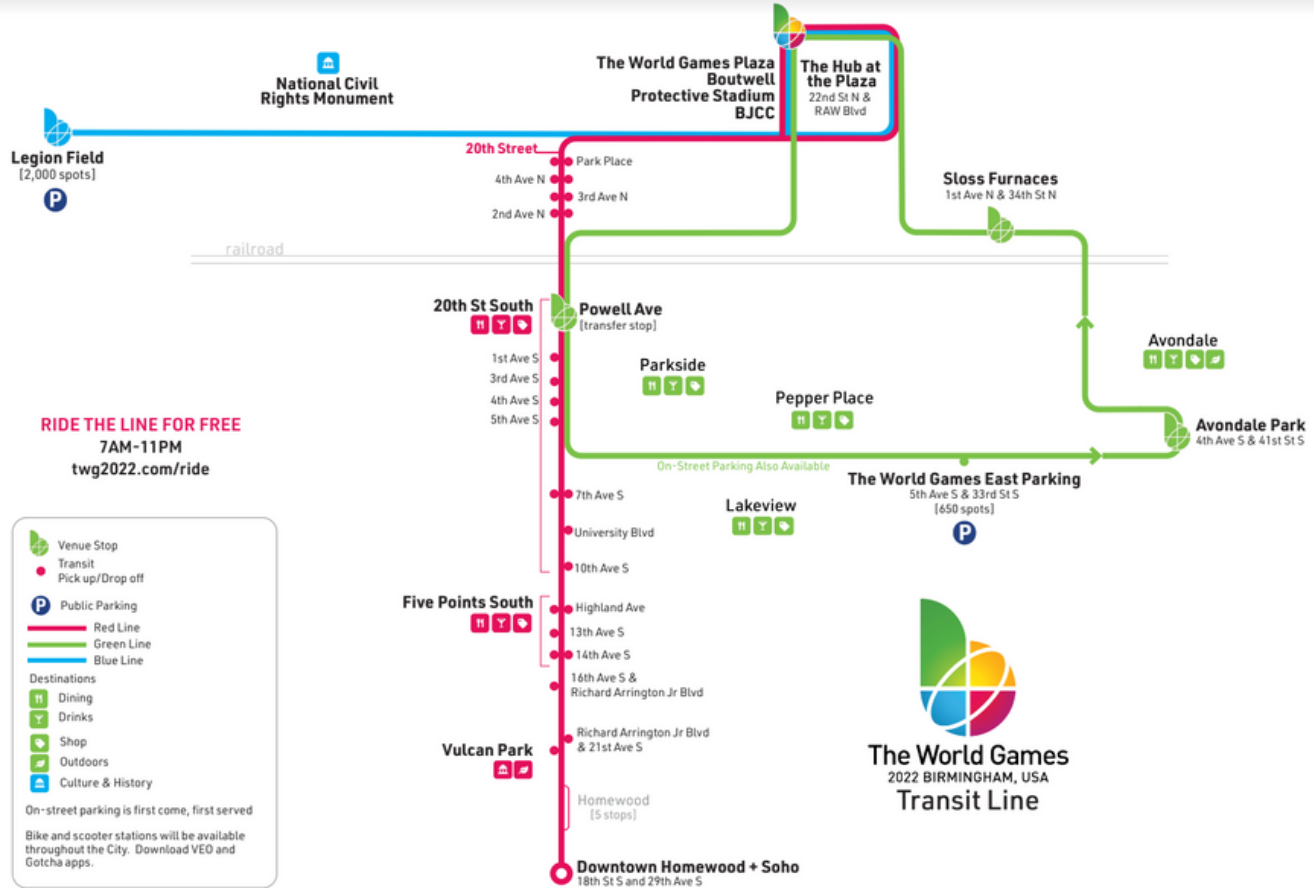 National Civil
Rights Monument
The World Games Plaza
Boutwell
Protective Stadium
BJCC
The Hub at
the Plaza
22nd St N &
RAW Blvd
Legion Field
[2,000 spots]
P
20th Street
Park Place
4th Ave N
3rd Ave N
2nd Ave N
Sloss Furnaces
1st Ave N & 34th St N
railroad
20th St South
Powell Ave
[transfer stop]
1st Ave S
3rd Ave S
4th Ave S
5th Ave S
Parkside
Pepper Place
Avondale
Avondale Park
4th Ave S & 41st St S
RIDE THE LINE FOR FREE
7AM-11PM
twg2022.com/ride
On-Street Parking Also Available
The World Games East Parking
5th Ave S & 33rd St S
[650 spots]
P
Lakeview
7th Ave S
University Blvd
10th Ave S
Five Points South
Highland Ave
13th Ave S
14th Ave S
16th Ave S &
Richard Arrington Jr Blvd
Richard Arrington Jr Blvd
& 21st Ave S
Vulcan Park
Homewood
[5 stops]
Downtown Homewood + Soho
18th St S and 29th Ave S
Venue Stop
Transit
Pick up/Drop off
P Public Parking
Red Line
Green Line
Blue Line
Destinations
Dining
Drinks
Shop
Outdoors
Culture & History
On-street parking is first come, first served
Bike and scooter stations will be available
throughout the City. Download VEO and
Gotcha apps.
The World Games
2022 BIRMINGHAM, USA
Transit Line